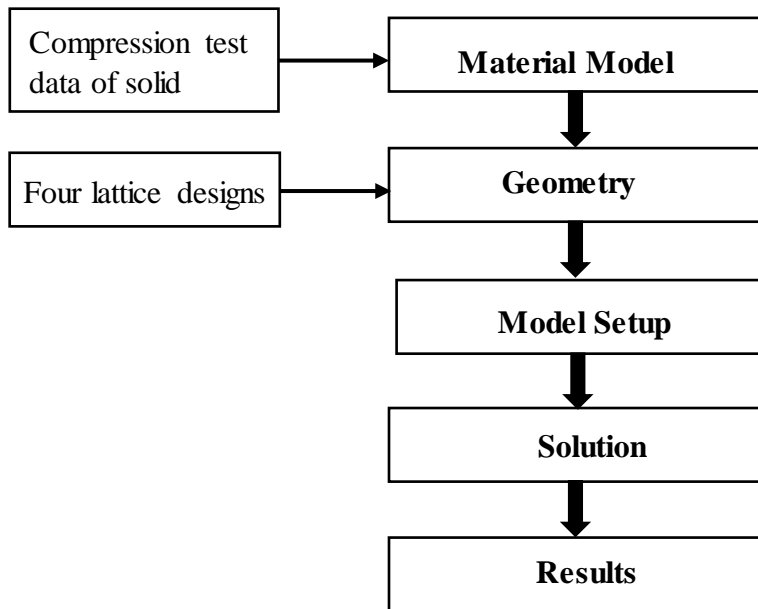 Compression test
data of solid
Material Model
Four lattice designs
Geometry
Model Setup
Solution
Results